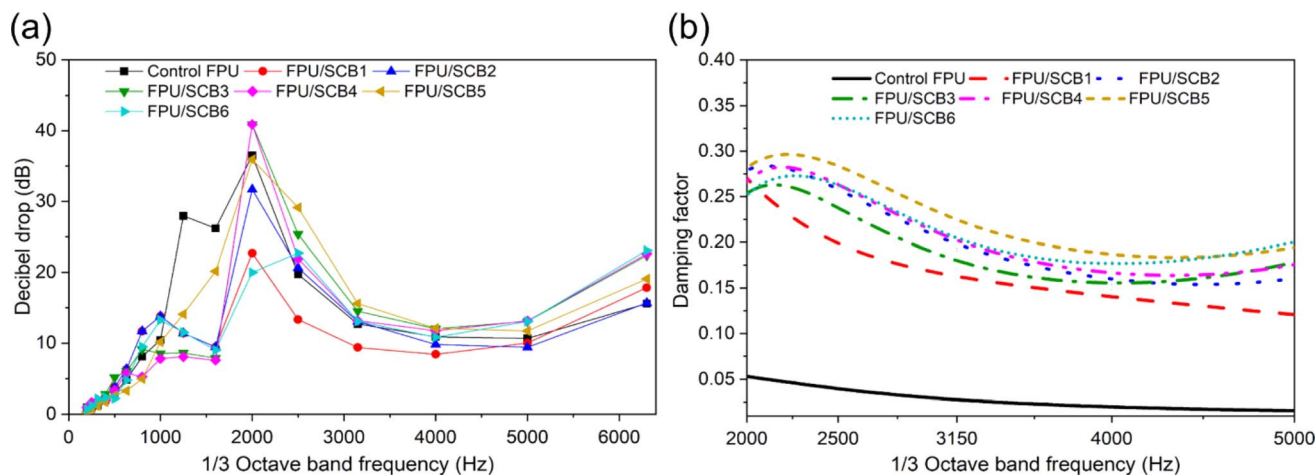 (a)
50
40
30
20
10
0
Decibel drop (dB)
Control FPU FPU/SCB1 FPU/SCB2
FPU/SCB3 FPU/SCB4 FPU/SCB5
FPU/SCB6
0 1000 2000 3000 4000 5000 6000
1/3 Octave band frequency (Hz)
(b)
0.40
0.35
0.30
0.25
0.20
0.15
0.10
0.05
Damping factor
Control FPU FPU/SCB1 FPU/SCB2
FPU/SCB3 FPU/SCB4 FPU/SCB5
FPU/SCB6
2000 2500 3150 4000 5000
1/3 Octave band frequency (Hz)